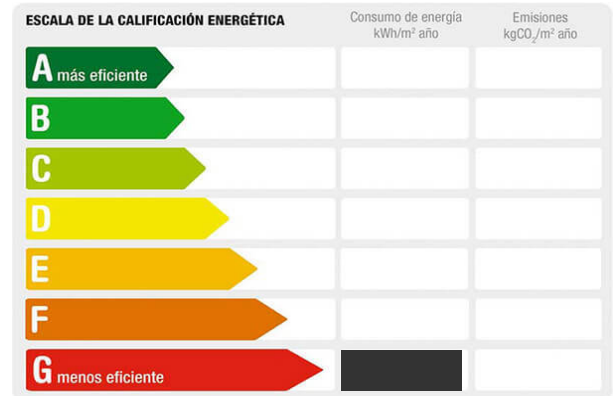 ESCALA DE LA CALIFICACIÓN ENERGÉTICA
Consumo de energía
kWh/m² año
Emisiones
kgCO₂/m² año
A más eficiente
B
C
D
E
F
G menos eficiente